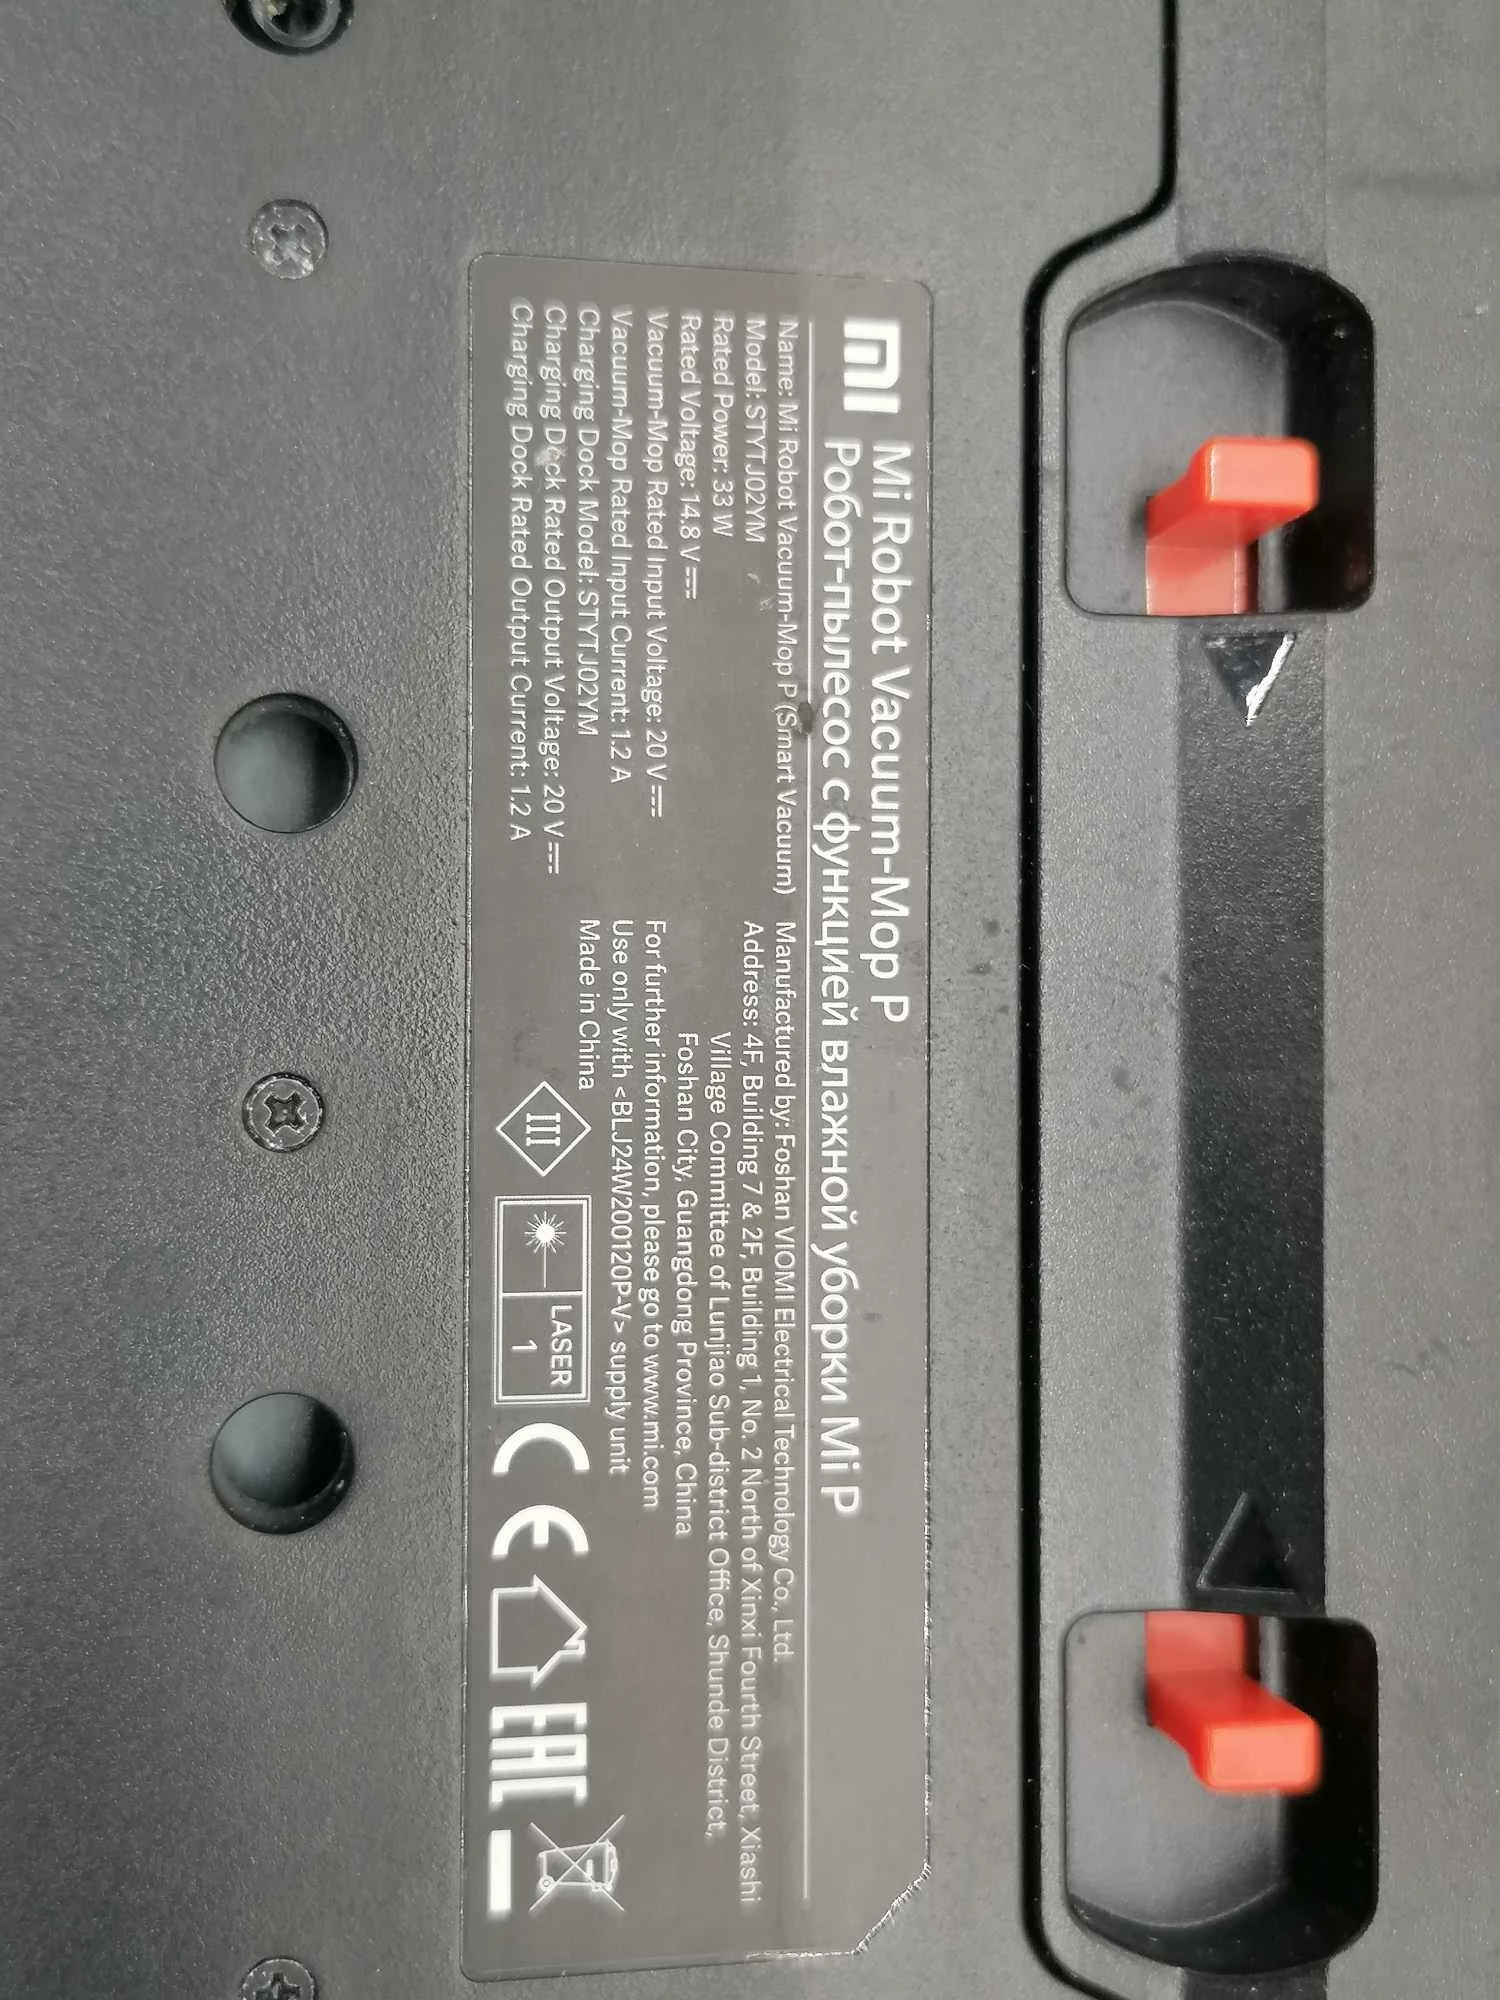 Mi Robot Vacuum-Mop P
Робот-пылесос с функцией влажной уборки Mi P
Name: Mi Robot Vacuum-Mop P (Smart Vacuum)
Model: STYTJ02YM
Rated Power: 33 W
Rated Voltage: 14.8 V ⎓
Vacuum-Mop Rated Input Voltage: 20 V ⎓
Vacuum-Mop Rated Input Current: 1.2 A
Charging Dock Model: STYTJ02YM
Charging Dock Rated Output Voltage: 20 V ⎓
Charging Dock Rated Output Current: 1.2 A
Manufactured by: Foshan VIOMI Electrical Technology Co., Ltd.
Address: 4F, Building 7 & 2F, Building 1, No. 2 North of Xinxi Fourth Street, Xiashi
Village Committee of Lunjiao Sub-district Office, Shunde District,
Foshan City, Guangdong Province, China
For further information, please go to www.mi.com
Use only with <BLJ24W200120P-V> supply unit
Made in China
III
LASER
1
CE
EAC